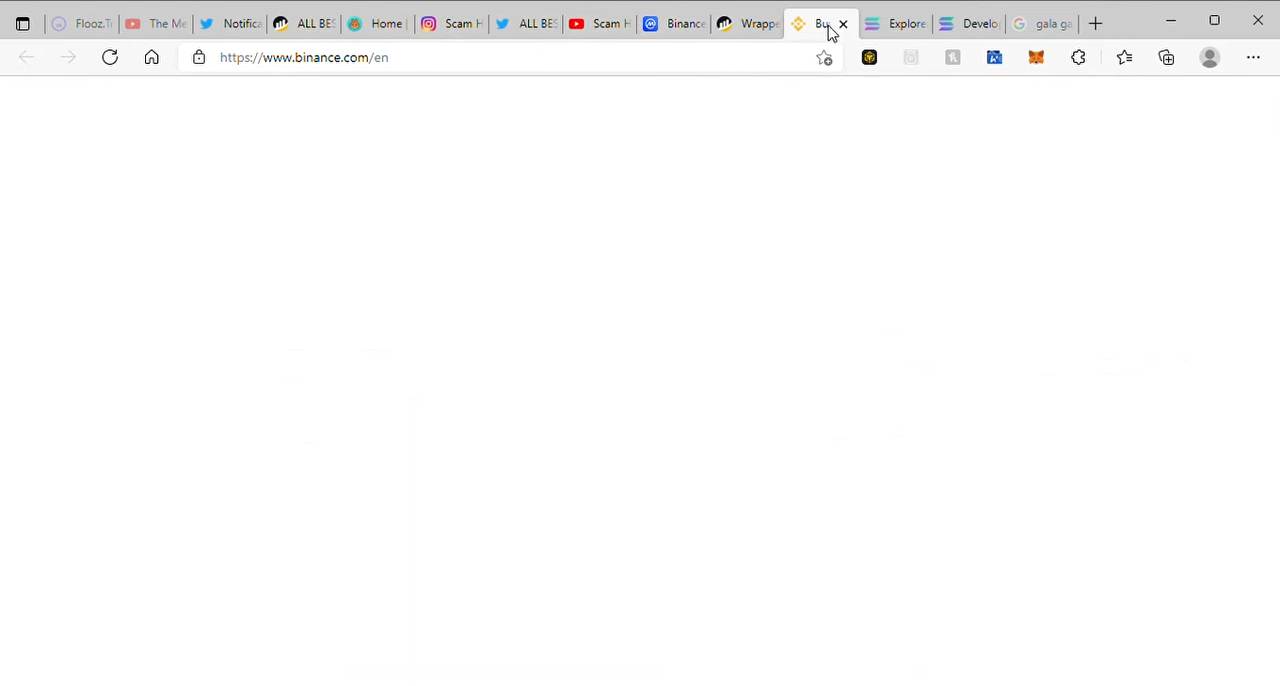 Flooz.Tr
The Me
Notifica
ALL BES
Home
Scam H
ALL BES
Scam H
Binance
Wrappe
Bu
Explore
Develo
gala ga
https://www.binance.com/en